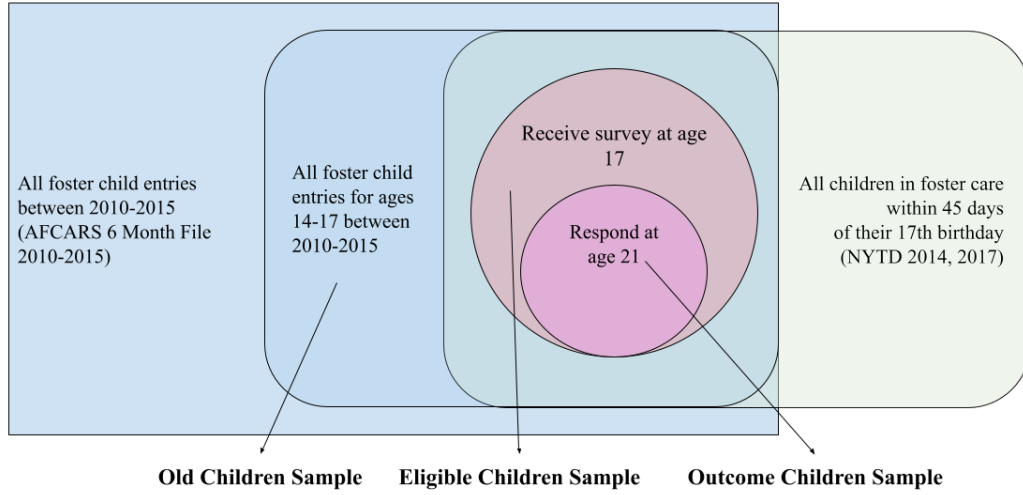 All foster child entries
between 2010-2015
(AFCARS 6 Month File
2010-2015)
All foster child
entries for ages
14-17 between
2010-2015
Receive survey at age
17
Respond at
age 21
All children in foster care
within 45 days
of their 17th birthday
(NYTD 2014, 2017)
Old Children Sample
Eligible Children Sample
Outcome Children Sample